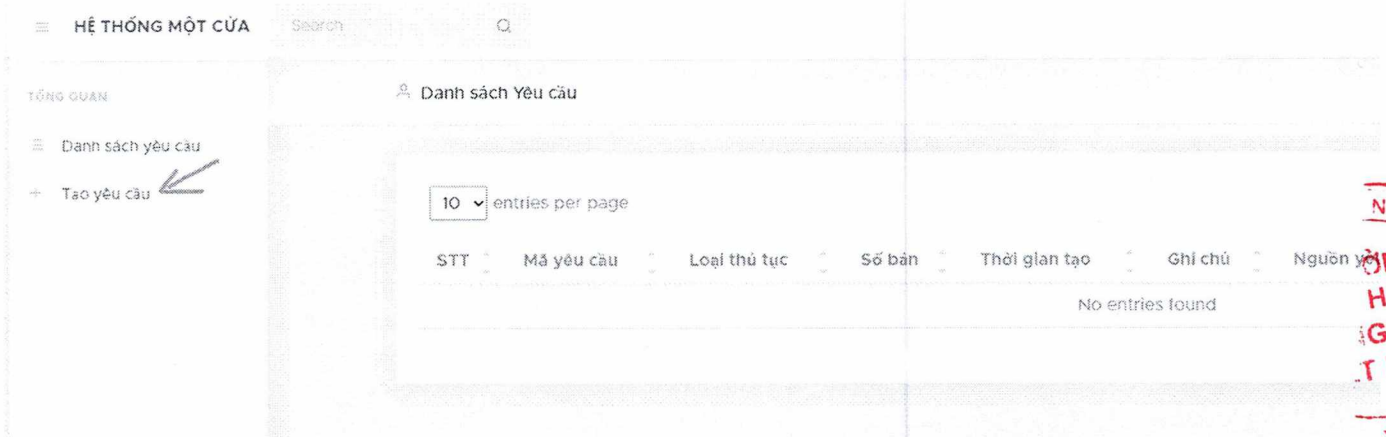 HỆ THỐNG MỘT CỬA
Search
TỔNG QUAN
Danh sách yêu cầu
Tạo yêu cầu
Danh sách Yêu cầu
10 entries per page
STT Mã yêu cầu Loại thủ tục Số bản Thời gian tạo Ghi chú Nguồn
No entries found
N
H
G
T